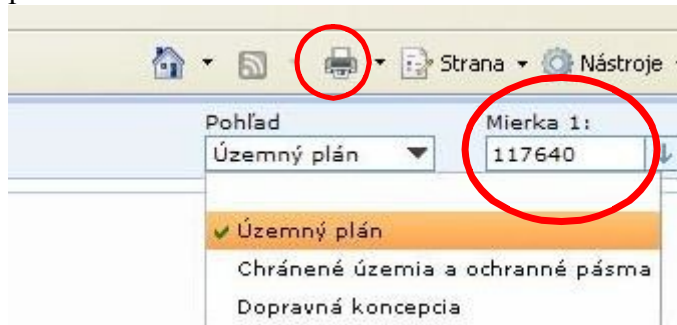 Strana Nástroje
Pohľad Mierka 1:
Územný plán 117640
Územný plán
Chránené územia a ochranné pásma
Dopravná koncepcia